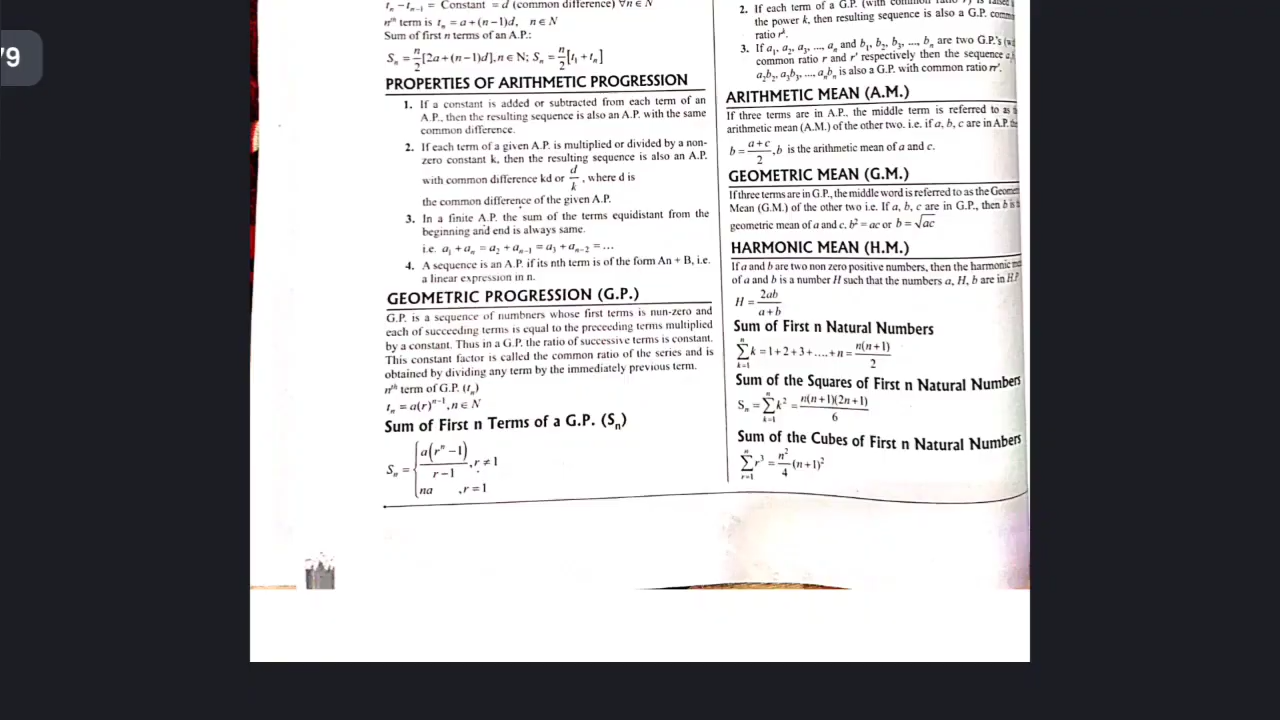 79
tₙ − tₙ₋₁ = Constant = d (common difference) ∀n ∈ N
nᵗʰ term is tₙ = a + (n−1)d, n ∈ N
Sum of first n terms of an A.P.:
Sₙ = n/2 [2a + (n−1)d], n ∈ N; Sₙ = n/2 [t₁ + tₙ]
PROPERTIES OF ARITHMETIC PROGRESSION
1. If a constant is added or subtracted from each term of an
A.P., then the resulting sequence is also an A.P. with the same
common difference.
2. If each term of a given A.P. is multiplied or divided by a non-
zero constant k, then the resulting sequence is also an A.P.
with common difference kd or d/k, where d is
the common difference of the given A.P.
3. In a finite A.P. the sum of the terms equidistant from the
beginning and end is always same.
i.e. a₁ + aₙ = a₂ + aₙ₋₁ = a₃ + aₙ₋₂ = ...
4. A sequence is an A.P. if its nth term is of the form An + B, i.e.
a linear expression in n.
GEOMETRIC PROGRESSION (G.P.)
G.P. is a sequence of numbners whose first terms is nun-zero and
each of succeeding terms is equal to the preceeding terms multiplied
by a constant. Thus in a G.P. the ratio of successive terms is constant.
This constant factor is called the common ratio of the series and is
obtained by dividing any term by the immediately previous term.
nᵗʰ term of G.P. (tₙ)
tₙ = a(r)ⁿ⁻¹, n ∈ N
Sum of First n Terms of a G.P. (Sₙ)
Sₙ = { a(rⁿ − 1)/(r − 1) , r ≠ 1
na , r = 1
2. If each term of a G.P. (with common ratio r) is raised
the power k, then resulting sequence is also a G.P.
ratio rᵏ.
3. If a₁, a₂, a₃, ..., aₙ and b₁, b₂, b₃, ..., bₙ are two G.P.'s
common ratio r and r' respectively then the sequence
a₂b₂, a₃b₃, ..., aₙbₙ is also a G.P. with common ratio rr'.
ARITHMETIC MEAN (A.M.)
If three terms are in A.P., the middle term is referred to as
arithmetic mean (A.M.) of the other two. i.e. if a, b, c are in A.P.
b = (a + c)/2, b is the arithmetic mean of a and c.
GEOMETRIC MEAN (G.M.)
If three terms are in G.P., the middle word is referred to as the
Mean (G.M.) of the other two i.e. If a, b, c are in G.P., then b is
geometric mean of a and c. b² = ac or b = √ac
HARMONIC MEAN (H.M.)
If a and b are two non zero positive numbers, then the harmonic
of a and b is a number H such that the numbers a, H, b are in H.P
H = 2ab/(a + b)
Sum of First n Natural Numbers
∑ₖ₌₁ⁿ k = 1 + 2 + 3 + .... + n = n(n+1)/2
Sum of the Squares of First n Natural Numbers
Sₙ = ∑ₖ₌₁ⁿ k² = n(n+1)(2n+1)/6
Sum of the Cubes of First n Natural Numbers
∑ᵣ₌₁ⁿ r³ = n²/4 (n+1)²